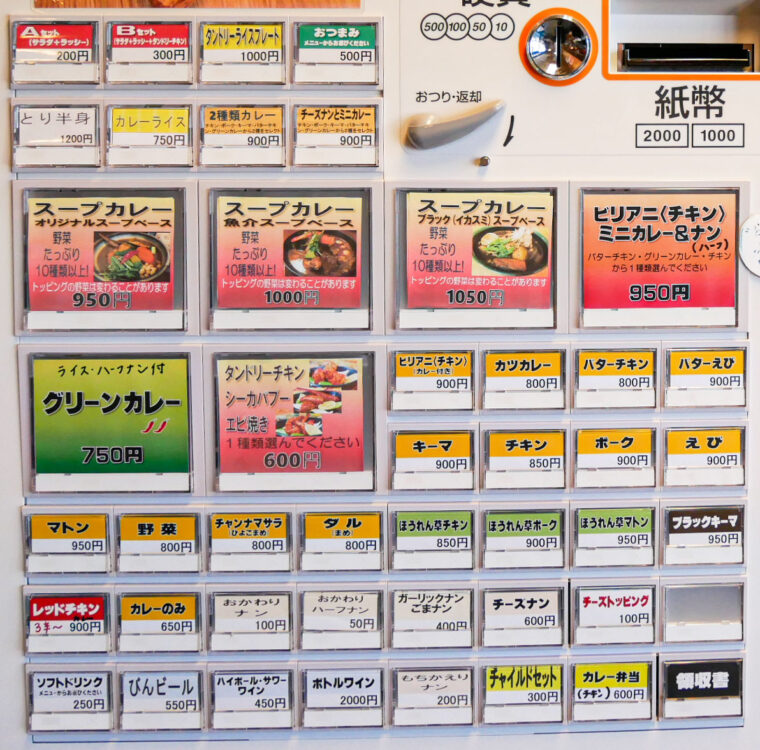 500 100 50 10
おつり・返却
紙幣
2000 1000
Aセット
(サラダ+ラッシー)
200円
Bセット
(サラダ+ラッシー+タンドリーチキン)
300円
タンドリーライスプレート
1000円
おつまみ
メニューからお選びください
500円
とり半身
1200円
カレーライス
750円
2種類カレー
900円
チーズナンとミニカレー
900円
スープカレー
オリジナルスープベース
野菜
たっぷり
10種類以上!
トッピングの野菜は変わることがあります
950円
スープカレー
魚介スープベース
野菜
たっぷり
10種類以上!
トッピングの野菜は変わることがあります
1000円
スープカレー
ブラック(イカスミ)スープベース
野菜
たっぷり
10種類以上!
トッピングの野菜は変わることがあります
1050円
ビリアニ(チキン)
ミニカレー&ナン
(ハーフ)
バターチキン・グリーンカレー・チキン
から1種類選んでください
950円
ライス・ハーフナン付
グリーンカレー
750円
タンドリーチキン
シーカバブー
エビ焼き
1種類選んでください
600円
ビリアニ(チキン)
(カレー付き)
900円
カツカレー
800円
バターチキン
800円
バターえび
900円
キーマ
900円
チキン
850円
ポーク
900円
えび
900円
マトン
950円
野菜
800円
チャンナマサラ
(ひよこまめ)
800円
ダル
(まめ)
800円
ほうれん草チキン
850円
ほうれん草ポーク
900円
ほうれん草マトン
950円
ブラックキーマ
950円
レッドチキン
カレー
3辛〜 900円
カレーのみ
650円
おかわり
ナン
100円
おかわり
ハーフナン
50円
ガーリックナン
ごまナン
400円
チーズナン
600円
チーズトッピング
100円
ソフトドリンク
メニューからお選びください
250円
びんビール
550円
ハイボール・サワー
ワイン
450円
ボトルワイン
2000円
もちかえり
ナン
200円
チャイルドセット
300円
カレー弁当
(チキン) 600円
領収書